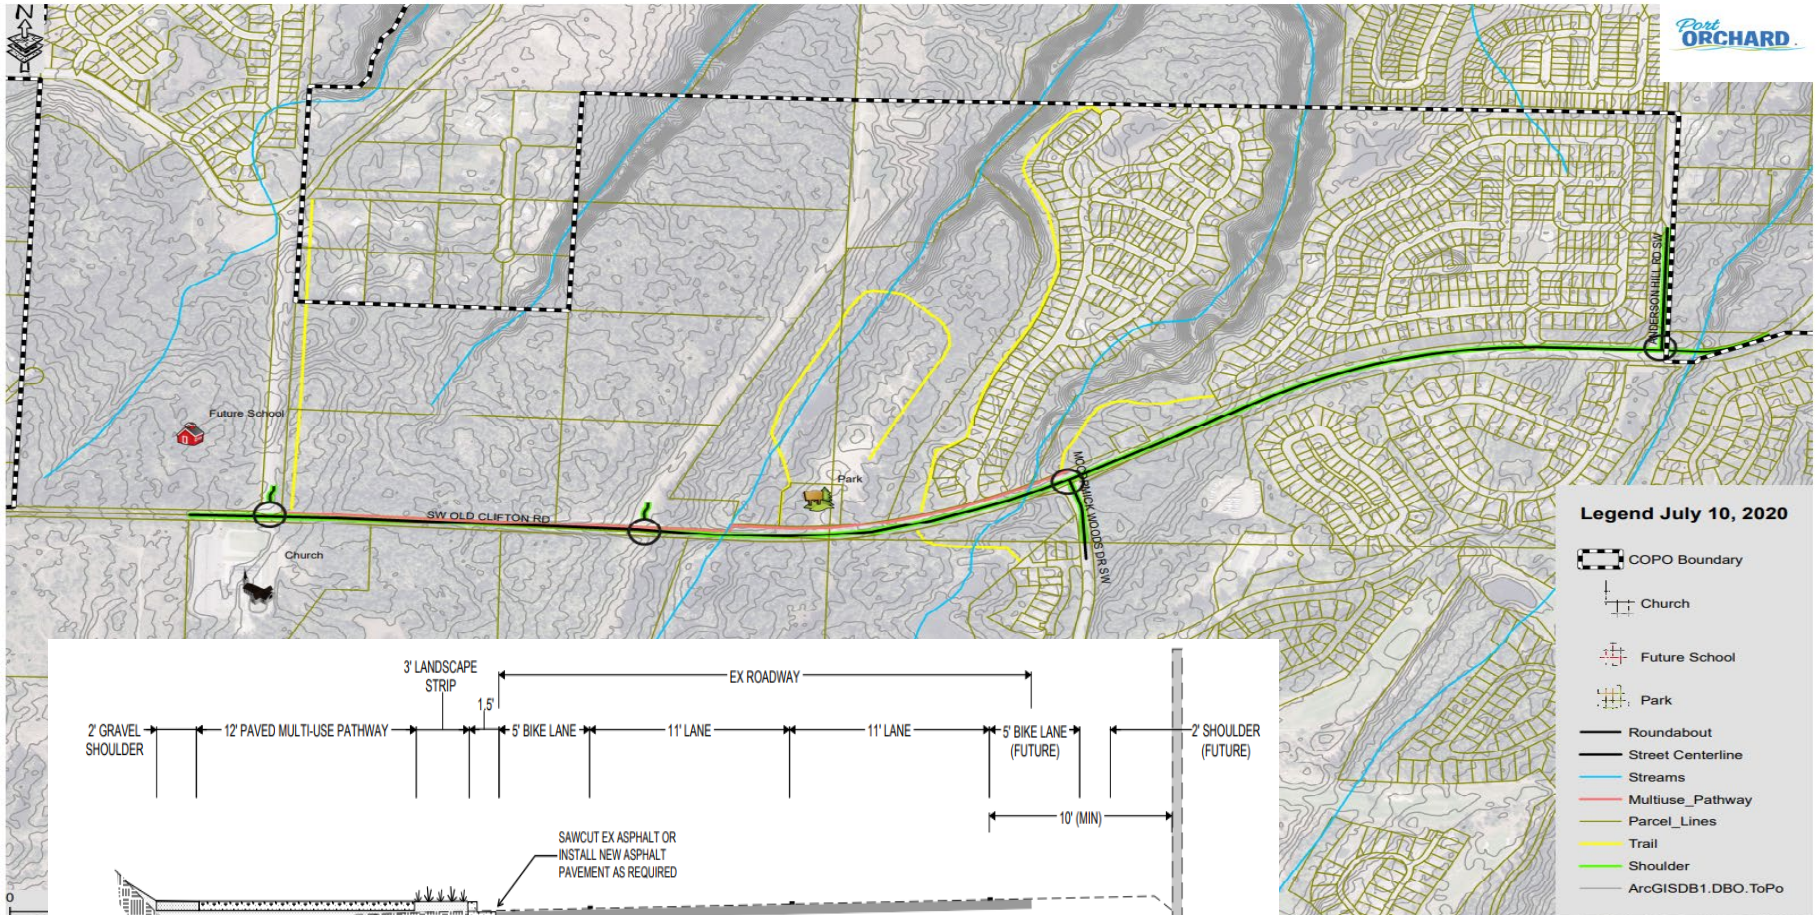 N
Port
ORCHARD
ANDERSON HILL RD SW
Future School
Park
MCCORMICK WOODS DR SW
SW OLD CLIFTON RD
Church
Legend July 10, 2020
COPO Boundary
Church
Future School
Park
Roundabout
Street Centerline
Streams
Multiuse_Pathway
Parcel_Lines
Trail
Shoulder
ArcGISDB1.DBO.ToPo
3' LANDSCAPE
STRIP
EX ROADWAY
1.5'
2' GRAVEL
SHOULDER
12' PAVED MULTI-USE PATHWAY
5' BIKE LANE
11' LANE
11' LANE
5' BIKE LANE
(FUTURE)
2' SHOULDER
(FUTURE)
10' (MIN)
SAWCUT EX ASPHALT OR
INSTALL NEW ASPHALT
PAVEMENT AS REQUIRED
0